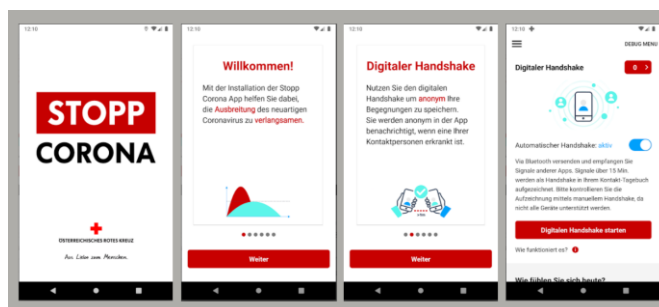 12:10
STOPP
CORONA
ÖSTERREICHISCHES ROTES KREUZ
Aus Liebe zum Menschen.
12:10
Willkommen!
Mit der Installation der Stopp
Corona App helfen Sie dabei,
die Ausbreitung des neuartigen
Coronavirus zu verlangsamen.
Weiter
12:10
Digitaler Handshake
Nutzen Sie den digitalen
Handshake um anonym Ihre
Begegnungen zu speichern.
Sie werden anonym in der App
benachrichtigt, wenn eine Ihrer
Kontaktpersonen erkrankt ist.
Weiter
12:10
DEBUG MENU
Digitaler Handshake
0 >
Automatischer Handshake: aktiv
Via Bluetooth versenden und empfangen Sie
Signale anderer Apps. Signale über 15 Min.
werden als Handshake in Ihrem Kontakt-Tagebuch
aufgezeichnet. Bitte kontrollieren Sie die
Aufzeichnung mittels manuellem Handshake, da
nicht alle Geräte unterstützt werden.
Digitalen Handshake starten
Wie funktioniert es?
Wie fühlen Sie sich heute?